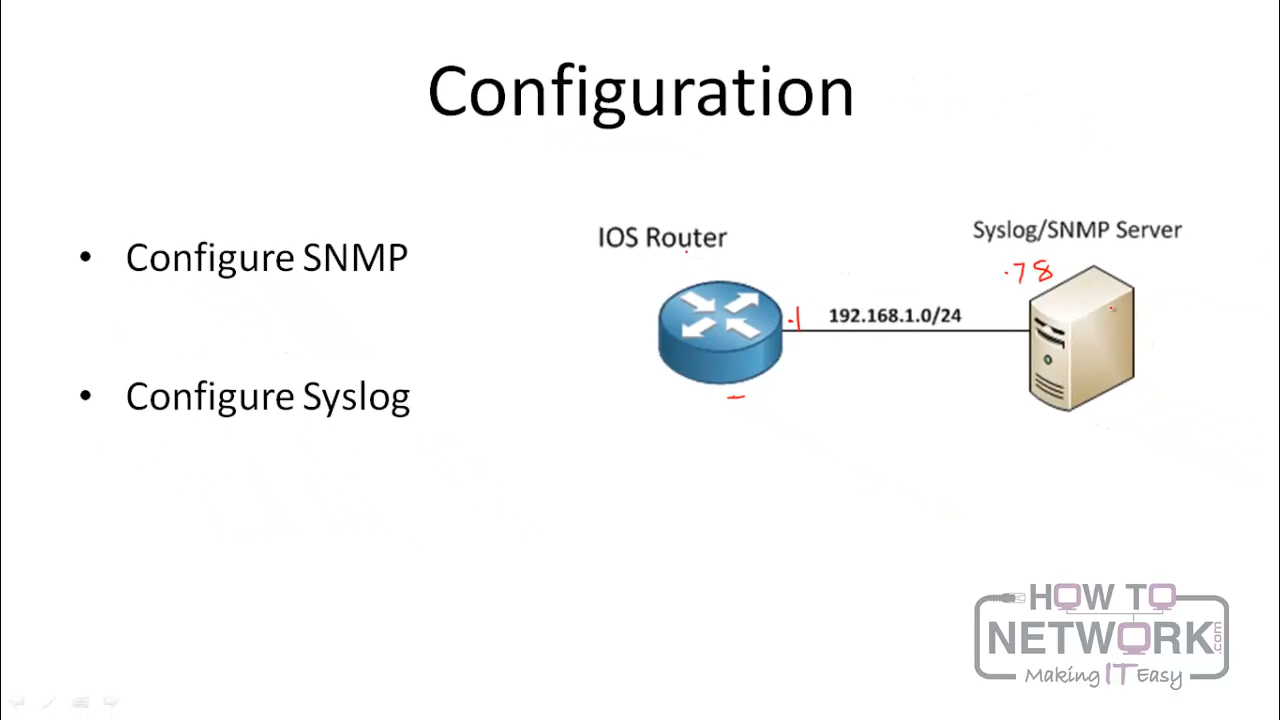 Configuration
• Configure SNMP
• Configure Syslog
IOS Router
Syslog/SNMP Server
.78
.1
192.168.1.0/24
HOW TO
NETWORK.com
Making IT Easy